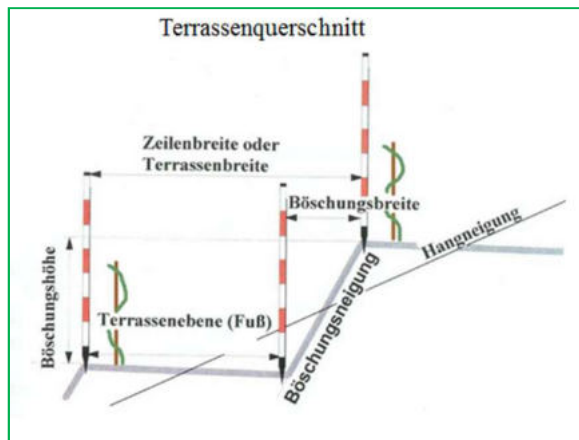 Terrassenquerschnitt
Zeilenbreite oder
Terrassenbreite
Böschungsbreite
Hangneigung
Böschungshöhe
Terrassenebene (Fuß)
Böschungsneigung